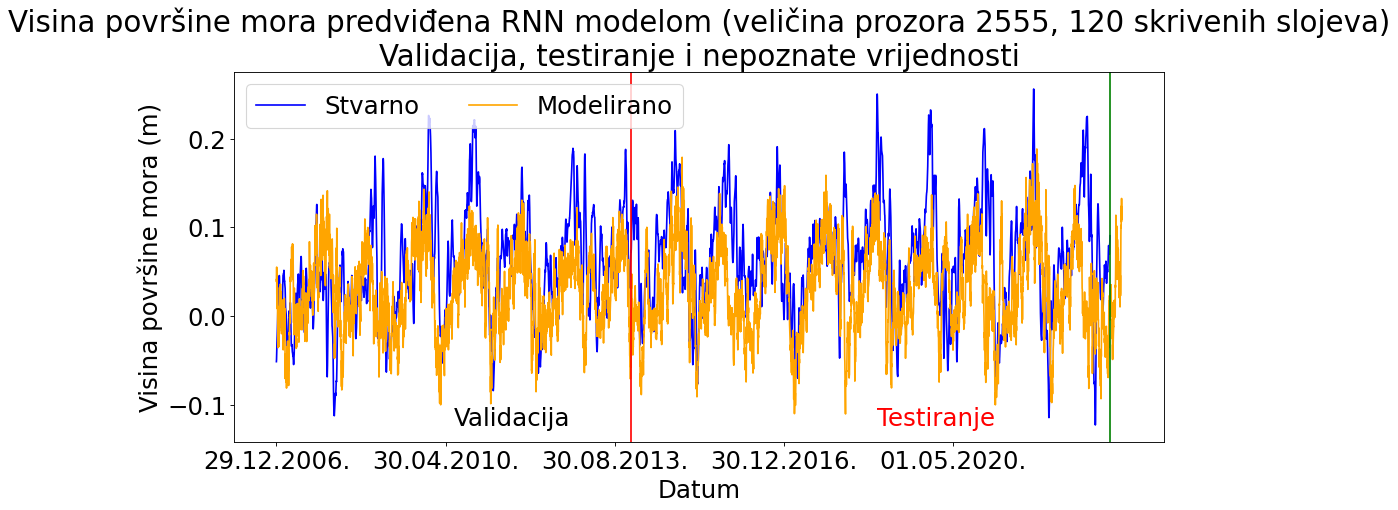 Visina površine mora predviđena RNN modelom (veličina prozora 2555, 120 skrivenih slojeva)
Validacija, testiranje i nepoznate vrijednosti
Stvarno Modelirano
Visina površine mora (m)
0.2
0.1
0.0
−0.1
Validacija Testiranje
29.12.2006. 30.04.2010. 30.08.2013. 30.12.2016. 01.05.2020.
Datum